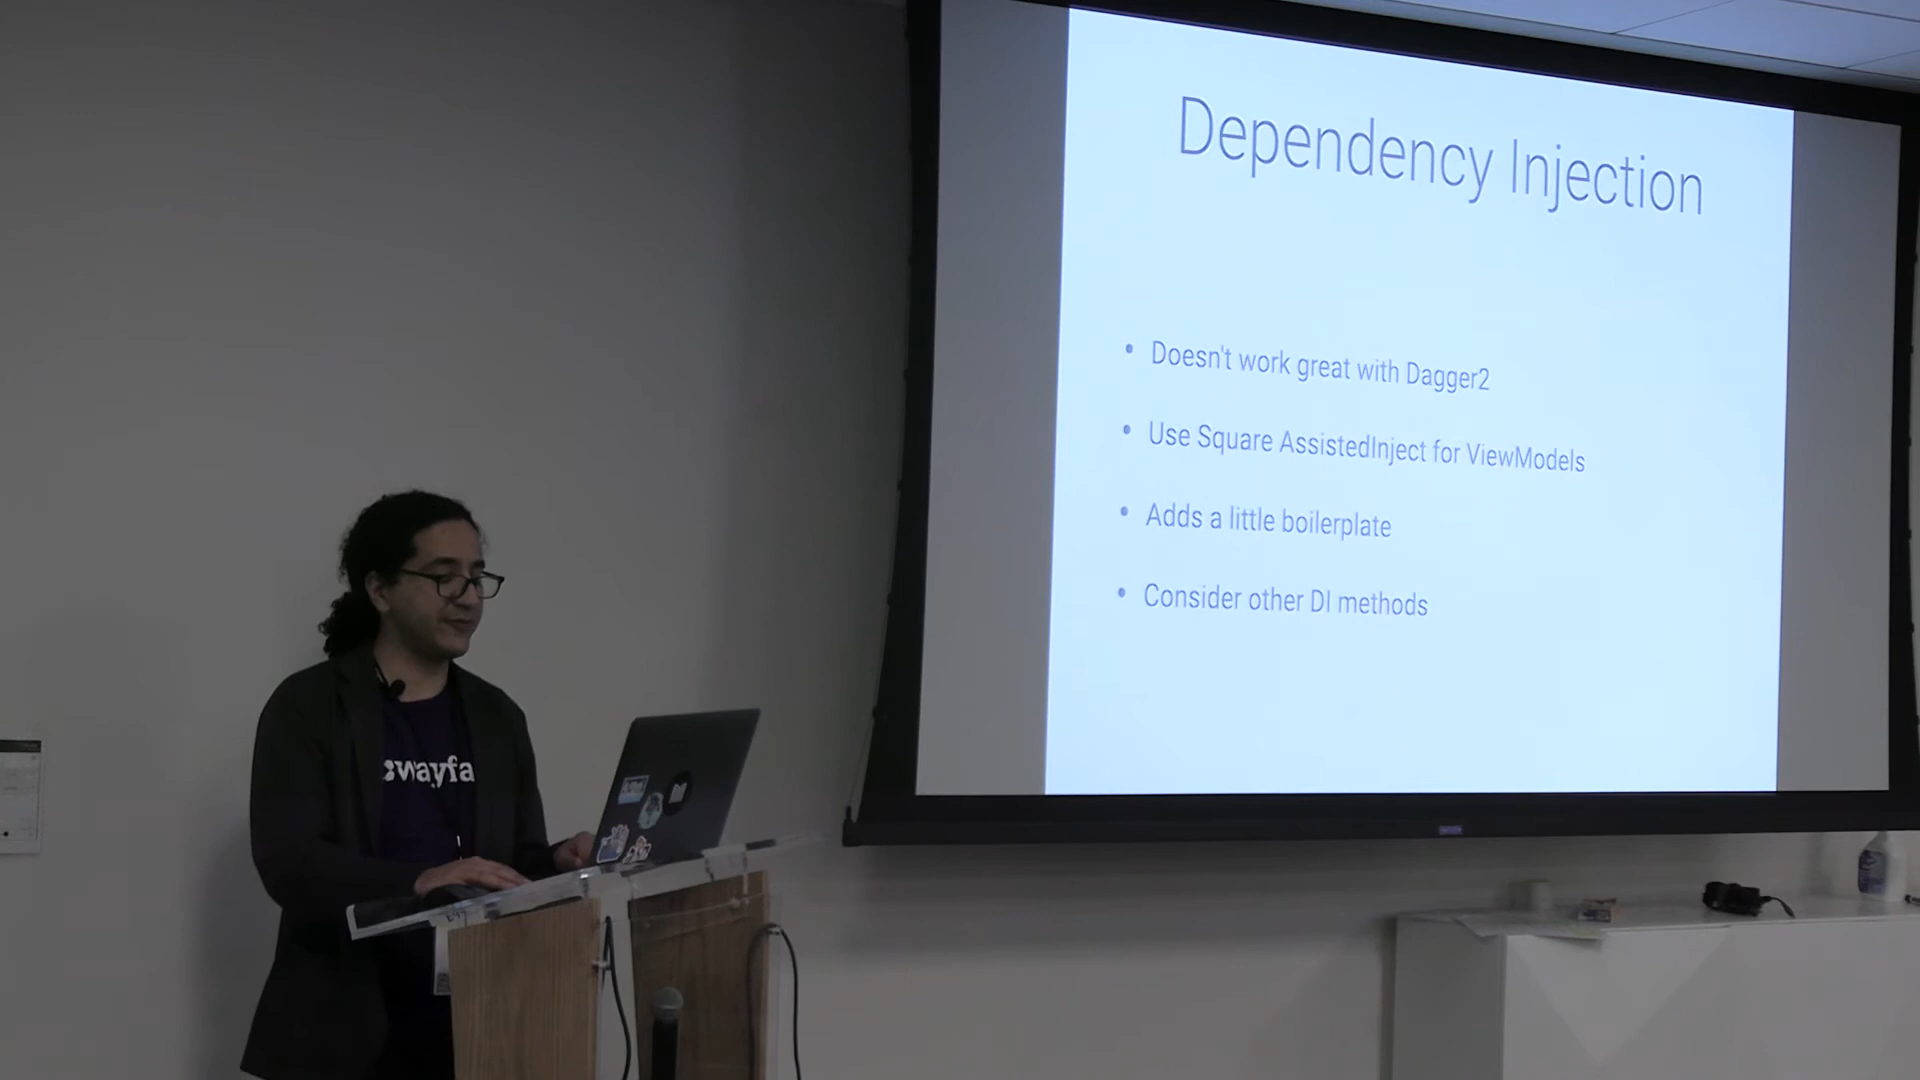 Dependency Injection
• Doesn't work great with Dagger2
• Use Square AssistedInject for ViewModels
• Adds a little boilerplate
• Consider other DI methods
wayfa